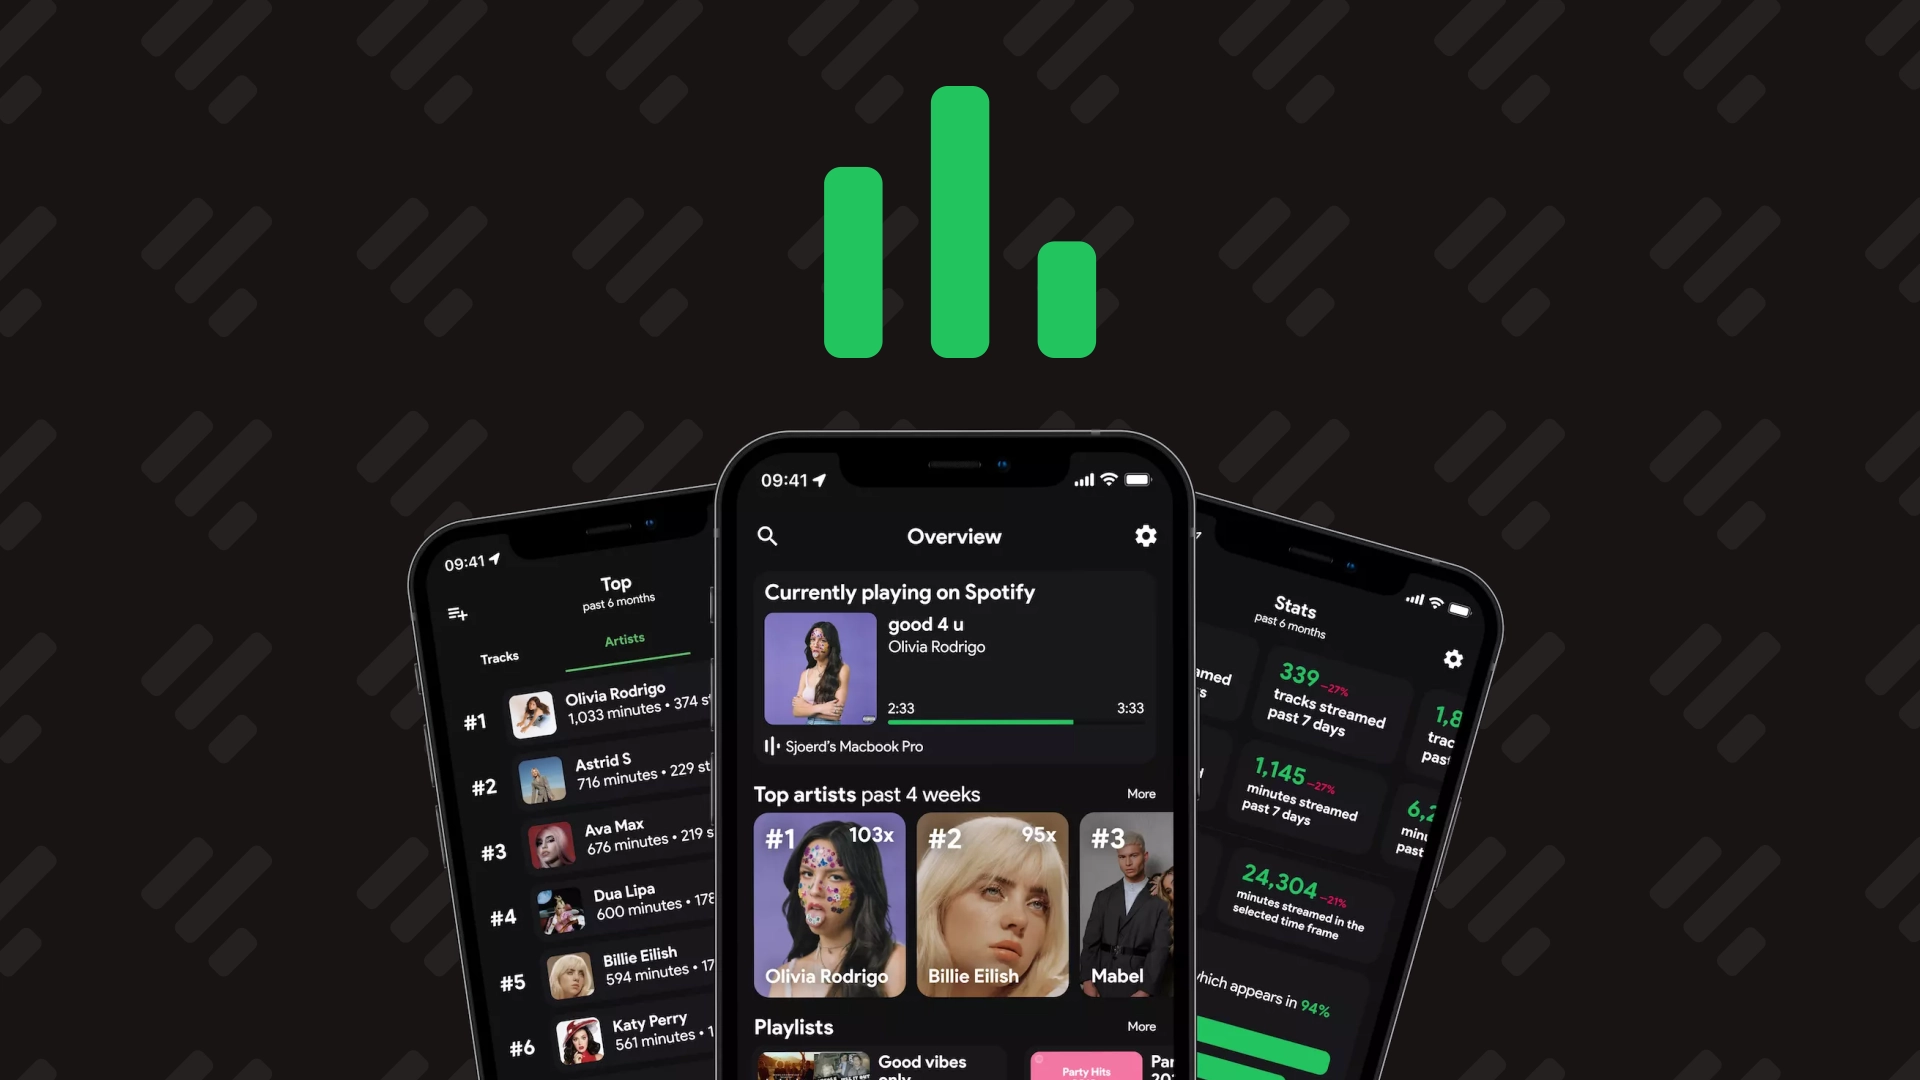 09:41
Top
past 6 months
Tracks
Artists
#1
Olivia Rodrigo
1,033 minutes • 374
#2
Astrid S
716 minutes • 229
#3
Ava Max
676 minutes • 219 s
#4
Dua Lipa
600 minutes • 178
#5
Billie Eilish
594 minutes • 17
#6
Katy Perry
561 minutes • 1
09:41
Overview
Currently playing on Spotify
good 4 u
Olivia Rodrigo
2:33
3:33
Sjoerd's Macbook Pro
Top artists past 4 weeks
More
#1
103x
Olivia Rodrigo
#2
95x
Billie Eilish
#3
Mabel
Playlists
More
Good vibes
only
Party Hits
Stats
past 6 months
339 -27%
tracks streamed
past 7 days
1,145 -27%
minutes streamed
past 7 days
24,304 -21%
minutes streamed in the
selected time frame
1,8
trac
past
6,2
minu
past
which appears in 94%